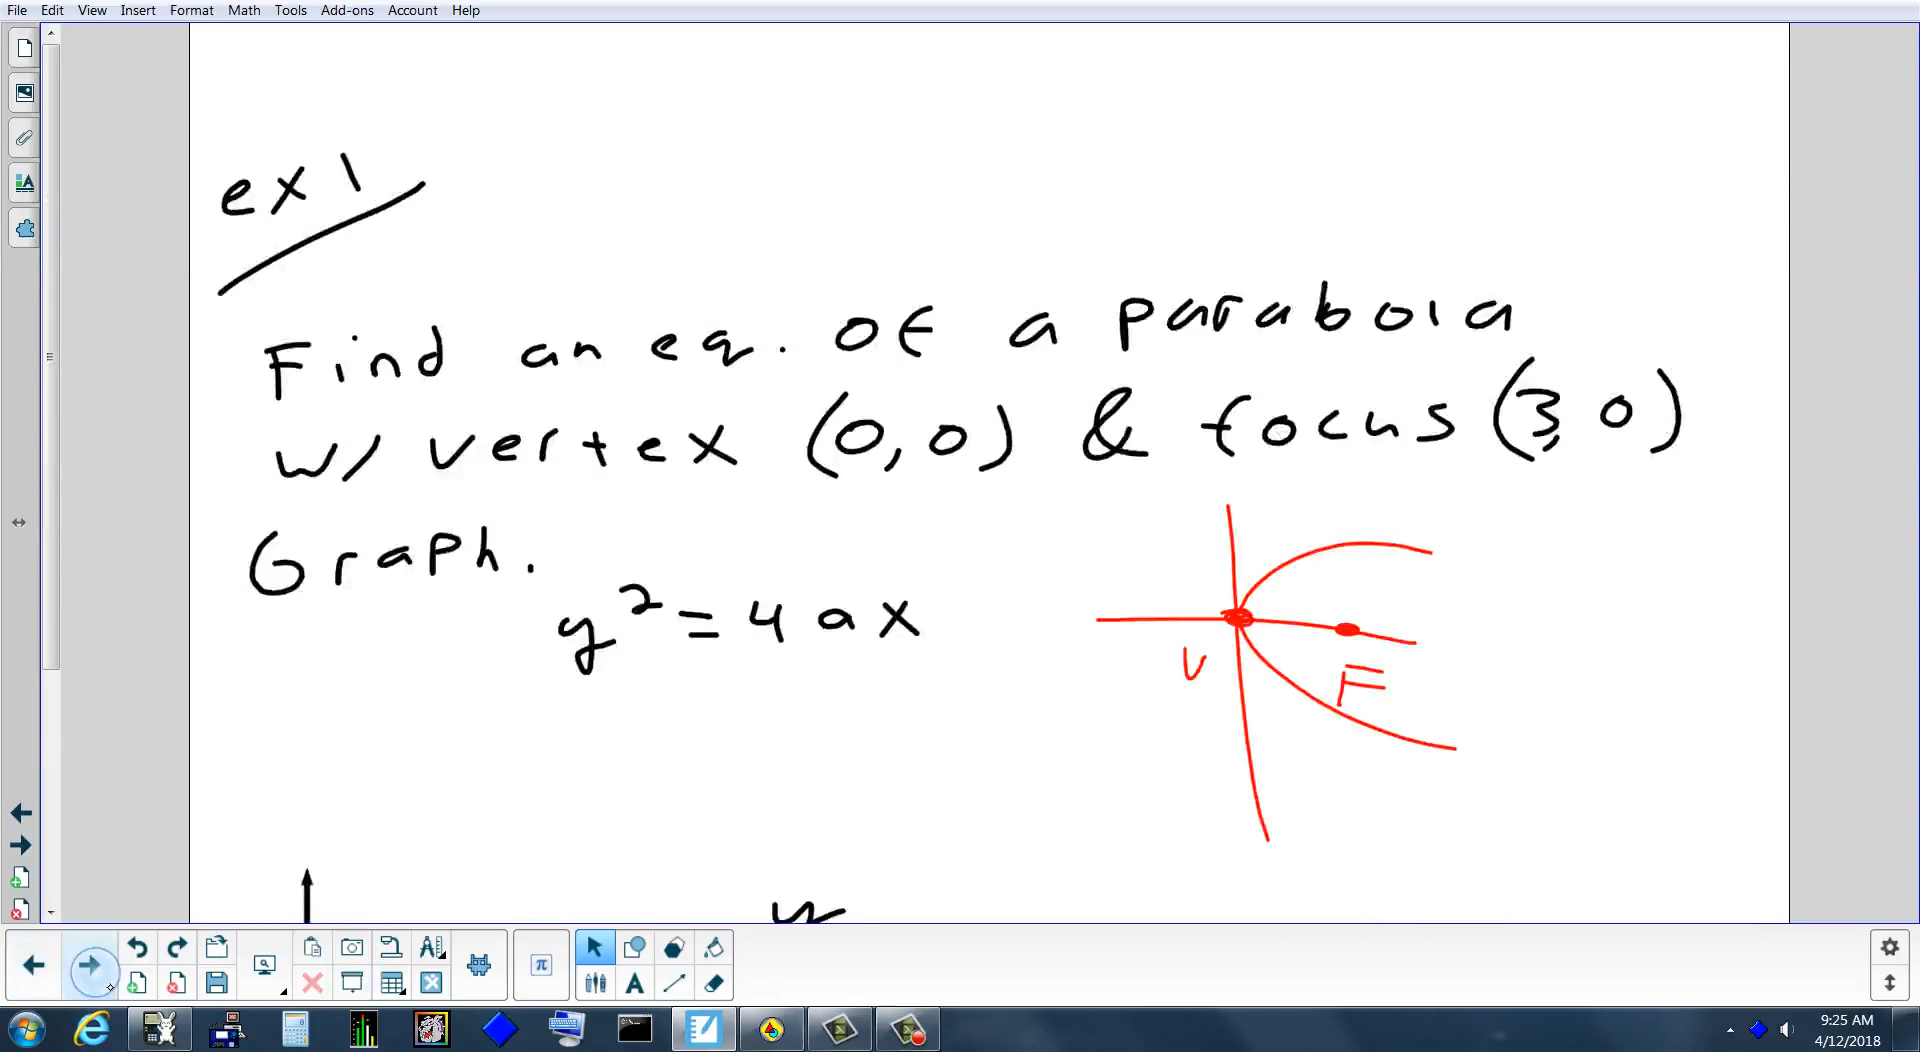 File Edit View Insert Format Math Tools Add-ons Account Help
ex 1
Find an eq. of a parabola
w/ vertex (0,0) & focus (3,0)
Graph.
y²=4ax
V
F
y
π
A
9:25 AM
4/12/2018